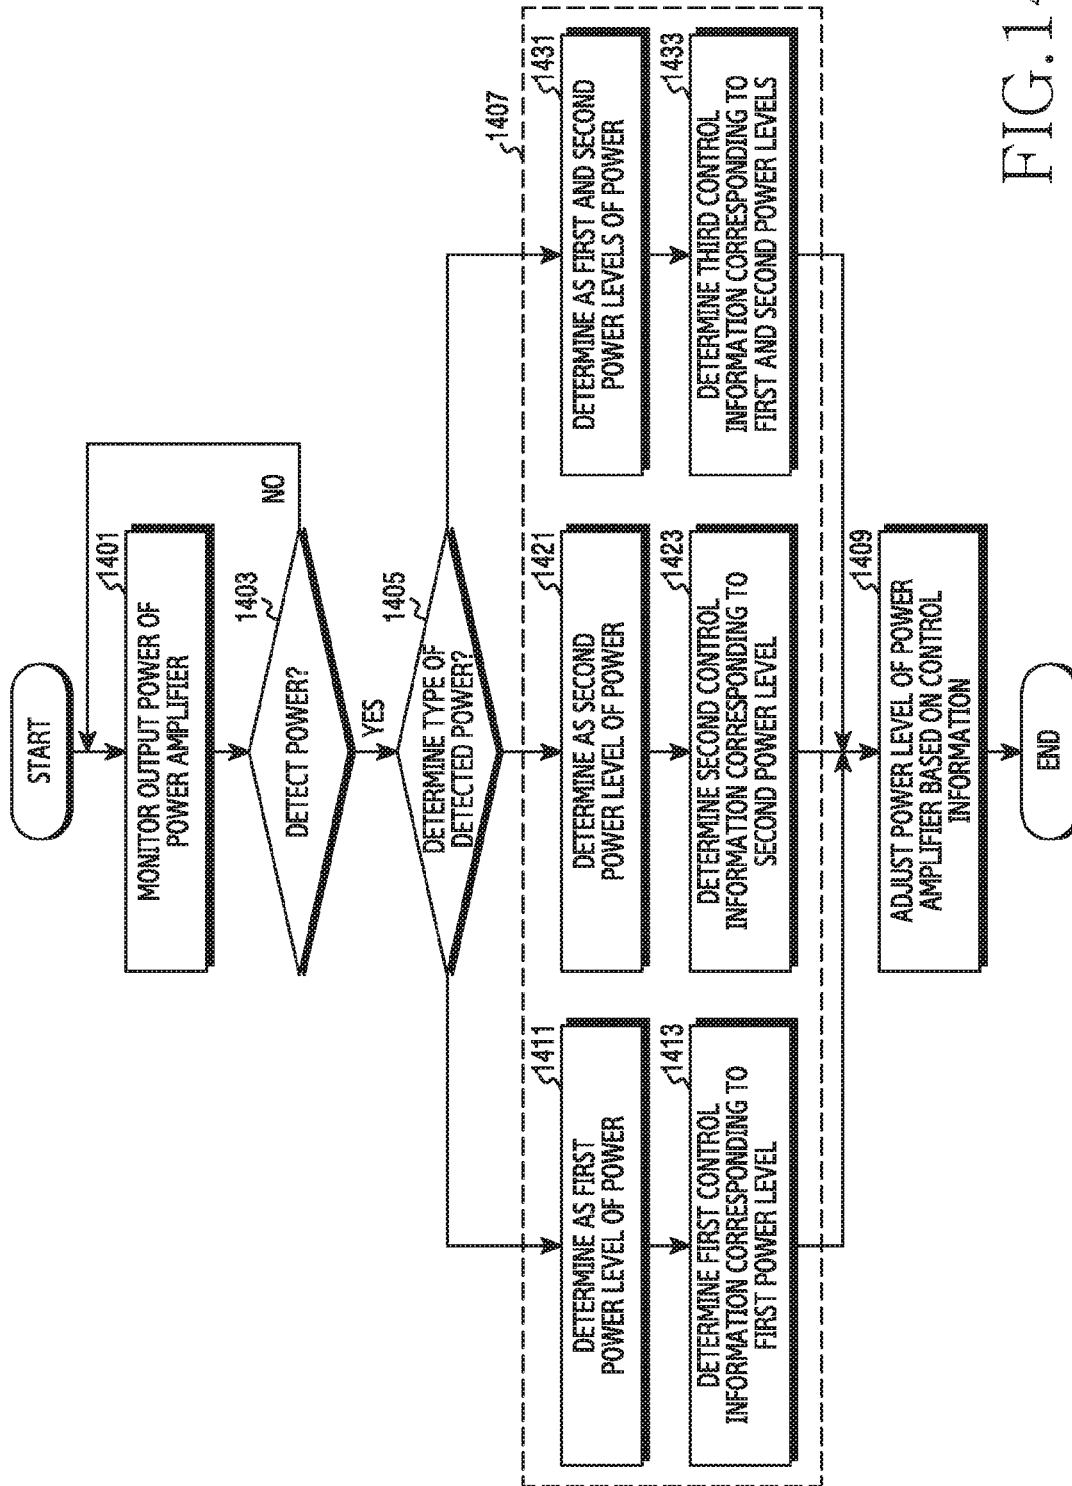 START
1401
MONITOR OUTPUT POWER OF
POWER AMPLIFIER
1403
DETECT POWER?
NO
YES
1405
DETERMINE TYPE OF
DETECTED POWER?
1407
1411
DETERMINE AS FIRST
POWER LEVEL OF POWER
1421
DETERMINE AS SECOND
POWER LEVEL OF POWER
1431
DETERMINE AS FIRST AND SECOND
POWER LEVELS OF POWER
1413
DETERMINE FIRST CONTROL
INFORMATION CORRESPONDING TO
FIRST POWER LEVEL
1423
DETERMINE SECOND CONTROL
INFORMATION CORRESPONDING TO
SECOND POWER LEVEL
1433
DETERMINE THIRD CONTROL
INFORMATION CORRESPONDING TO
FIRST AND SECOND POWER LEVELS
1409
ADJUST POWER LEVEL OF POWER
AMPLIFIER BASED ON CONTROL
INFORMATION
END
FIG.14